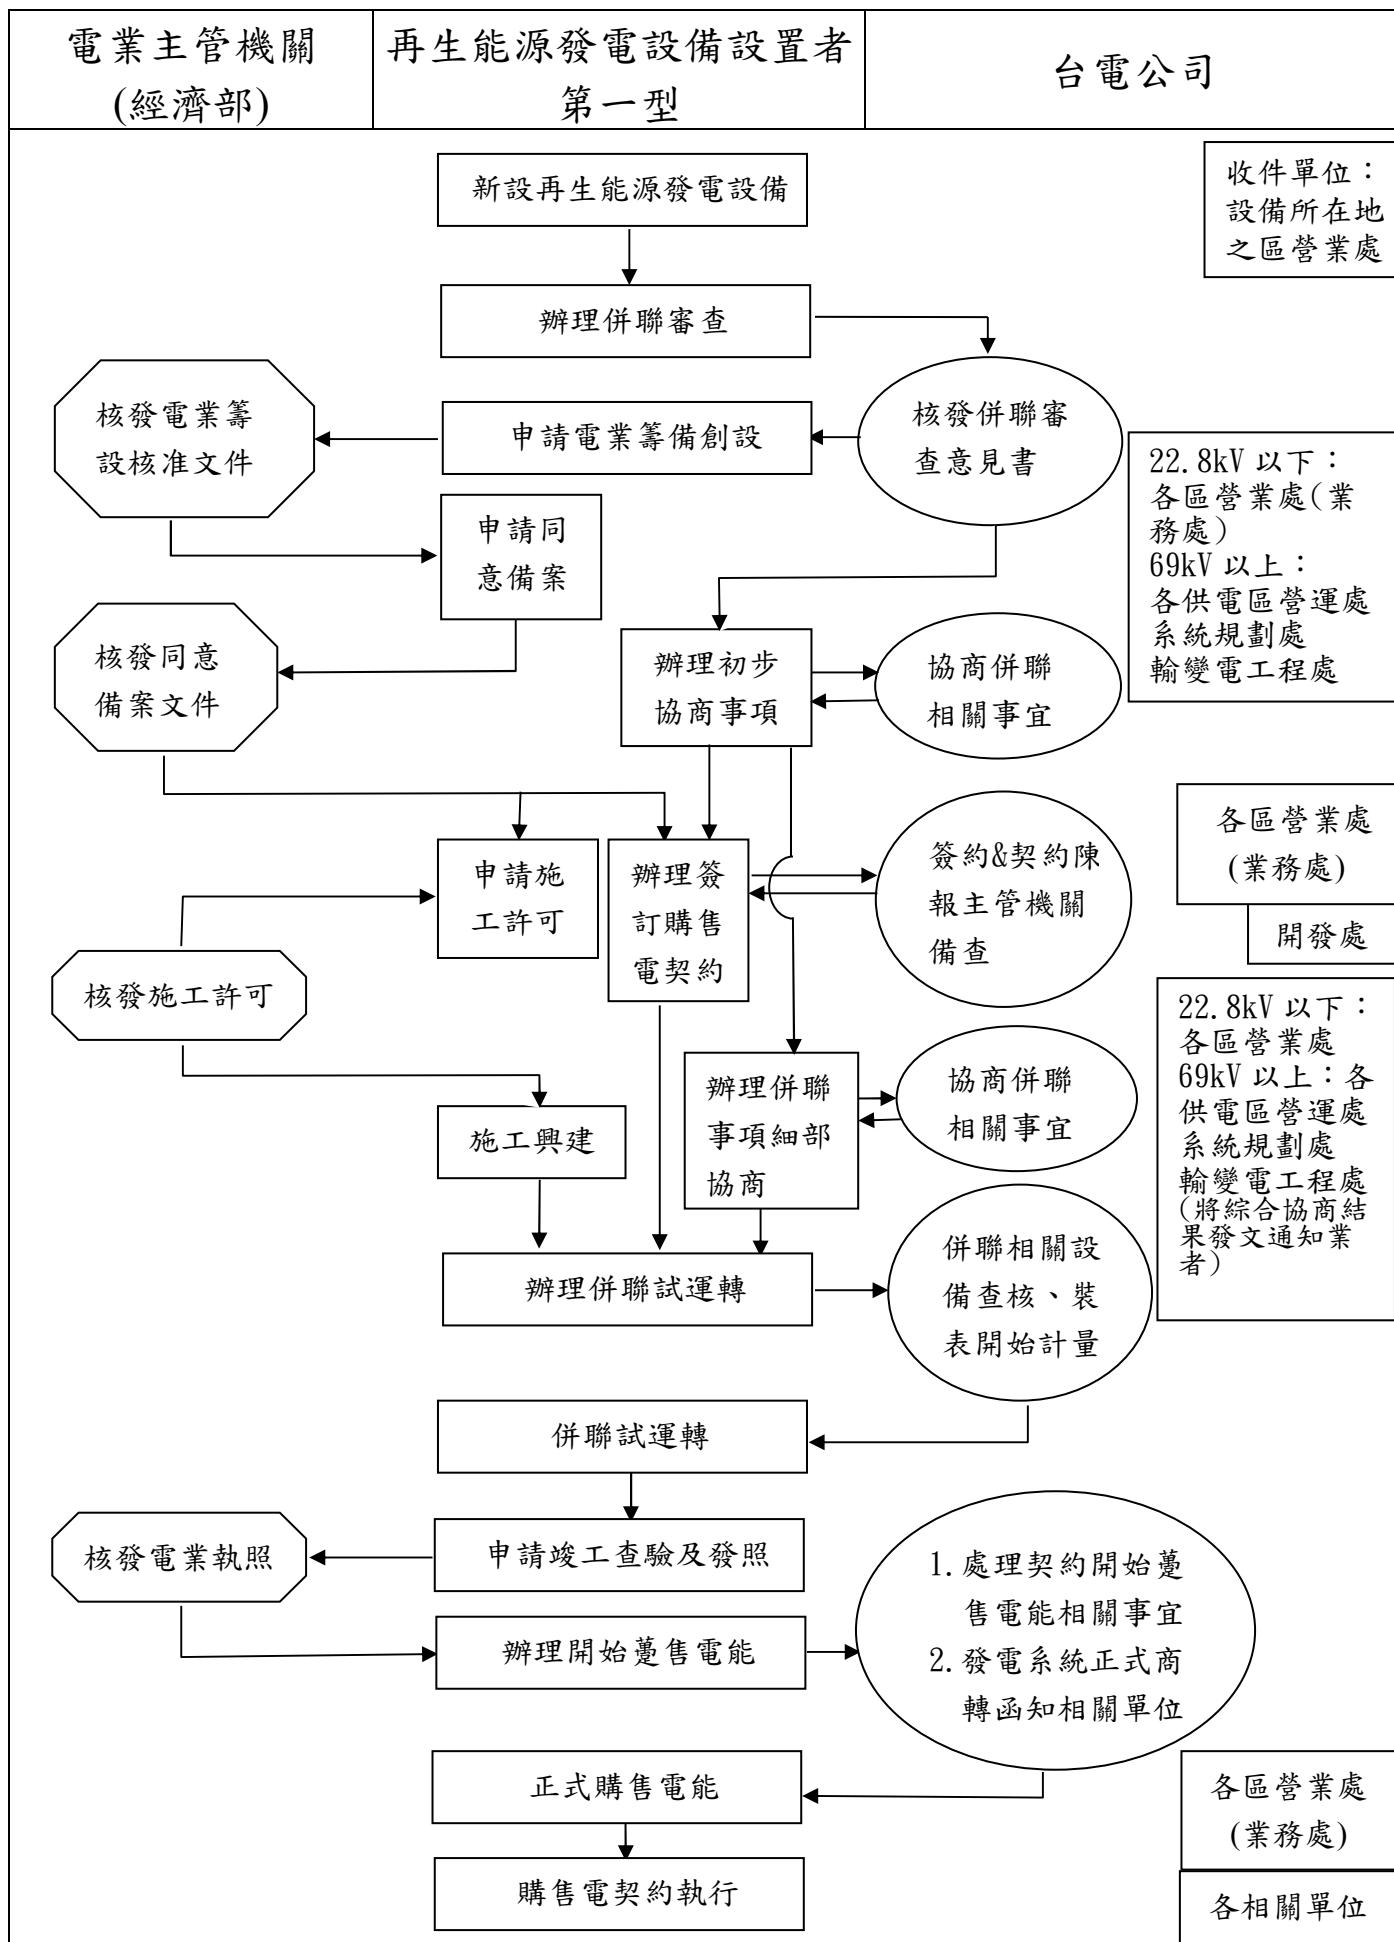 電業主管機關
(經濟部)
再生能源發電設備設置者
第一型
台電公司
新設再生能源發電設備
收件單位：
設備所在地
之區營業處
辦理併聯審查
核發電業籌
設核准文件
申請電業籌備創設
核發併聯審
查意見書
22.8kV 以下：
各區營業處(業
務處)
69kV 以上：
各供電區營運處
系統規劃處
輸變電工程處
申請同
意備案
核發同意
備案文件
辦理初步
協商事項
協商併聯
相關事宜
各區營業處
(業務處)
開發處
申請施
工許可
辦理簽
訂購售
電契約
簽約&契約陳
報主管機關
備查
核發施工許可
22.8kV 以下：
各區營業處
69kV 以上：各
供電區營運處
系統規劃處
輸變電工程處
(將綜合協商結
果發文通知業
者)
施工興建
辦理併聯
事項細部
協商
協商併聯
相關事宜
辦理併聯試運轉
併聯相關設
備查核、裝
表開始計量
併聯試運轉
核發電業執照
申請竣工查驗及發照
1.處理契約開始躉
售電能相關事宜
2.發電系統正式商
轉函知相關單位
辦理開始躉售電能
正式購售電能
各區營業處
(業務處)
購售電契約執行
各相關單位